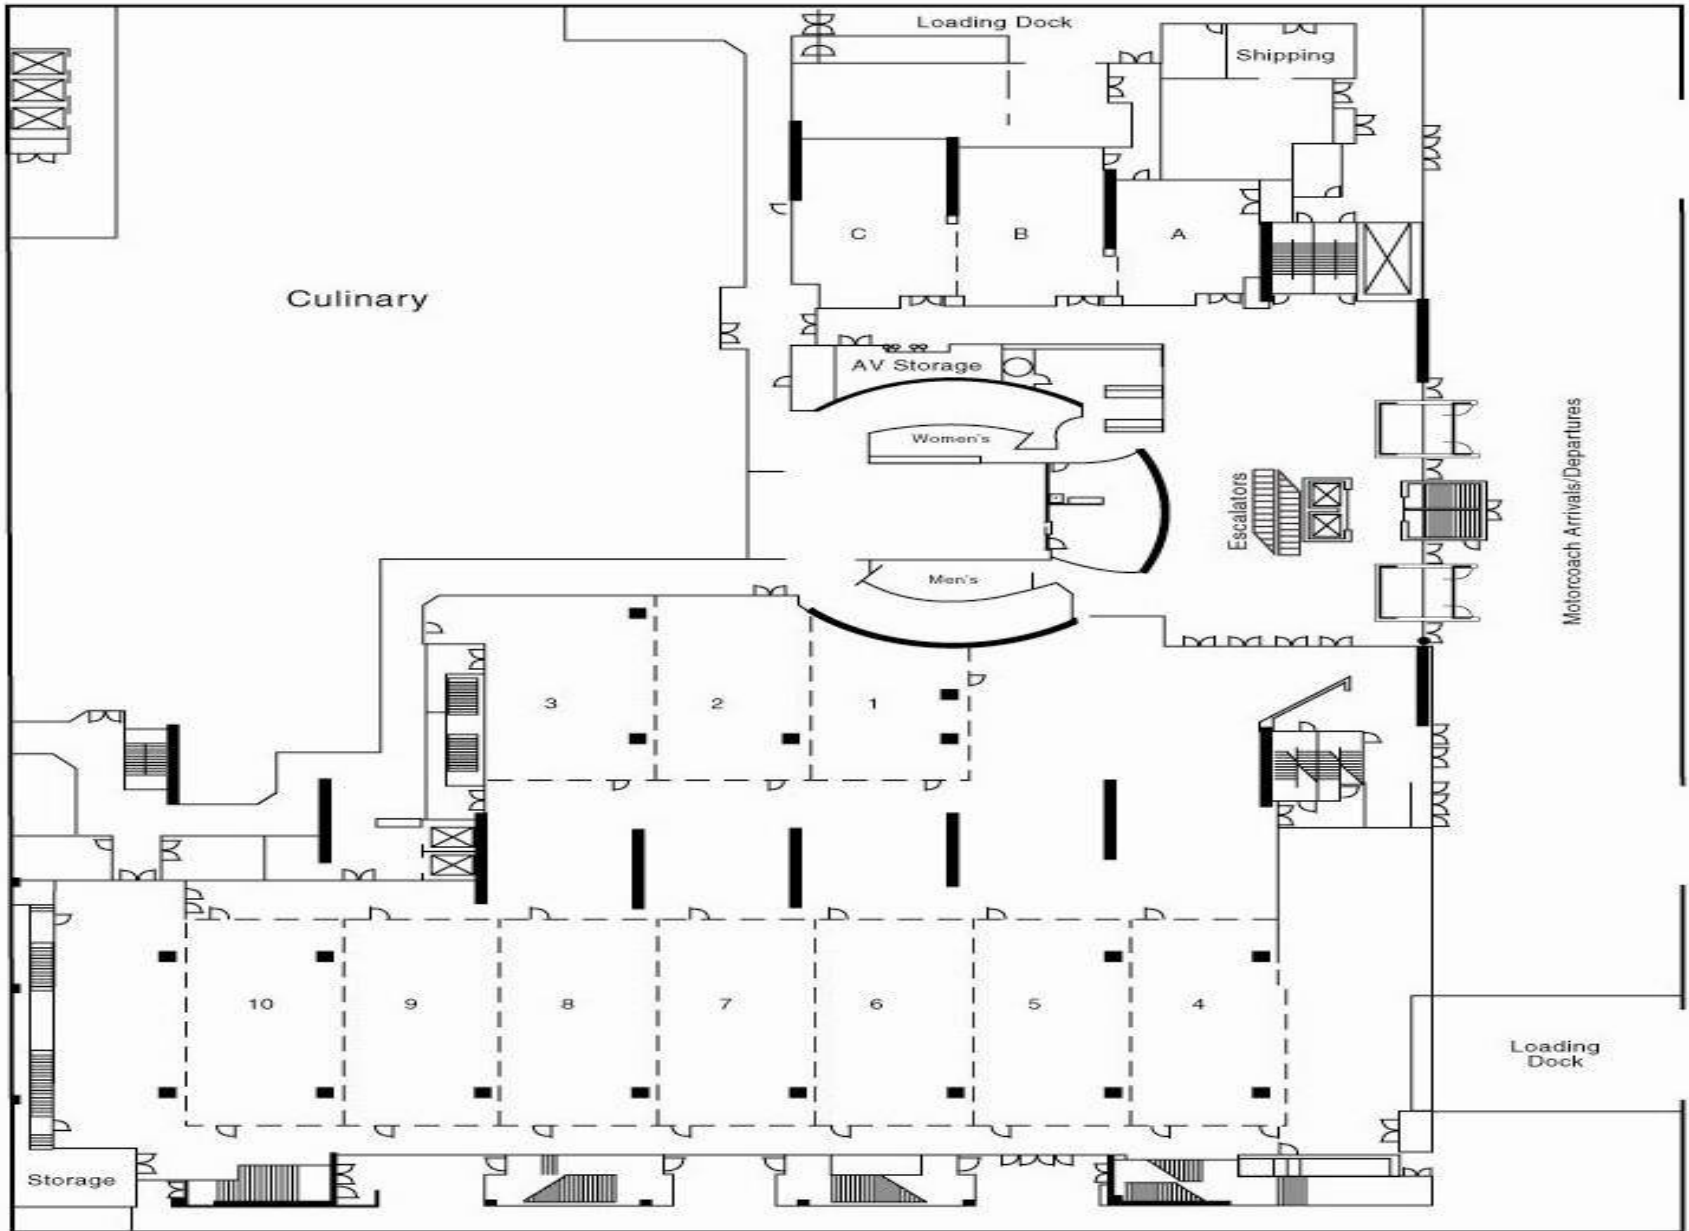 Loading Dock
Shipping
C
B
A
Culinary
AV Storage
Women's
Escalators
Motorcoach Arrivals/Departures
Men's
3
2
1
10
9
8
7
6
5
4
Loading
Dock
Storage